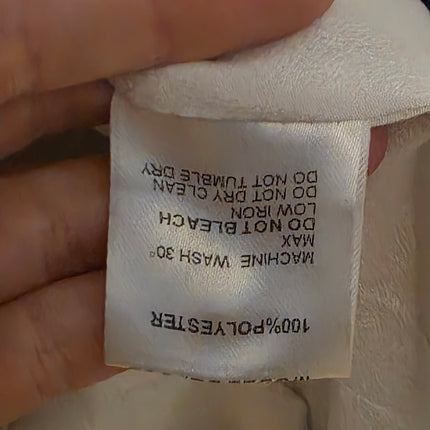 100%POLYESTER
MACHINE WASH 30°
MAX
DO NOT BLEACH
LOW IRON
DO NOT DRY CLEAN
DO NOT TUMBLE DRY